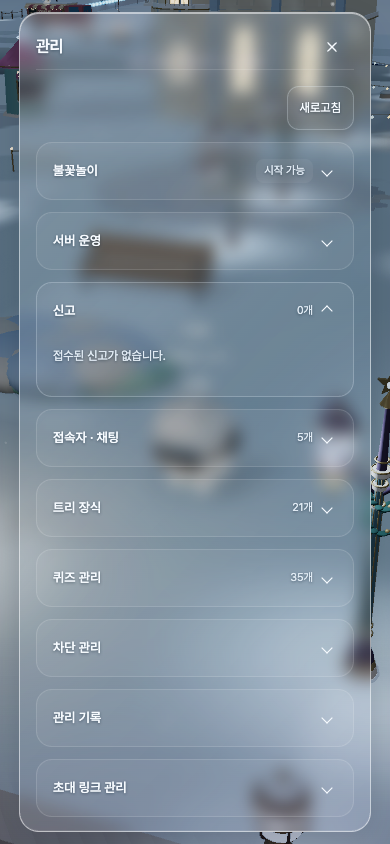 관리
새로고침
불꽃놀이 시작 가능
서버 운영
신고 0개
접수된 신고가 없습니다.
접속자 · 채팅 5개
트리 장식 21개
퀴즈 관리 35개
차단 관리
관리 기록
초대 링크 관리